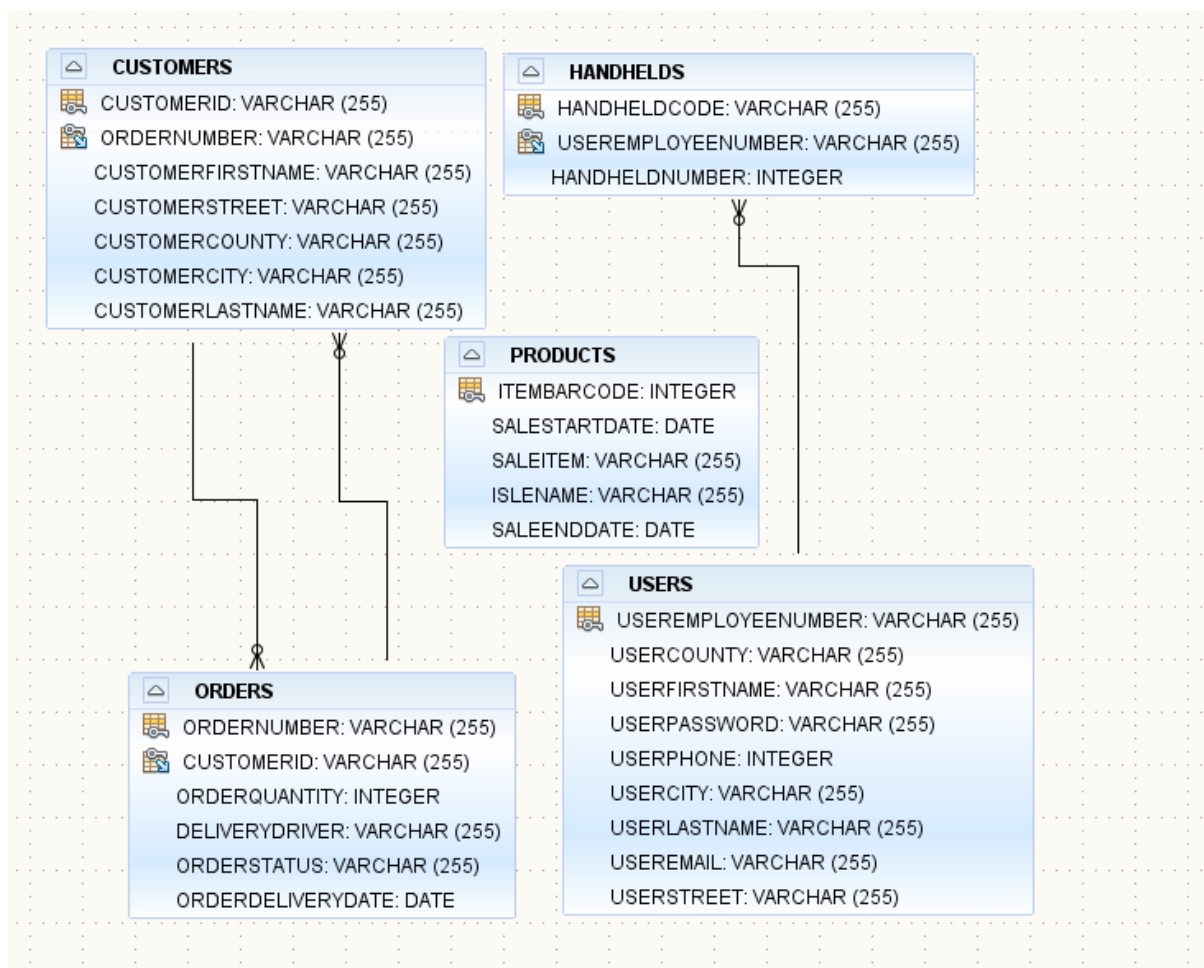 CUSTOMERS
CUSTOMERID: VARCHAR (255)
ORDERNUMBER: VARCHAR (255)
CUSTOMERFIRSTNAME: VARCHAR (255)
CUSTOMERSTREET: VARCHAR (255)
CUSTOMERCOUNTY: VARCHAR (255)
CUSTOMERCITY: VARCHAR (255)
CUSTOMERLASTNAME: VARCHAR (255)
HANDHELDS
HANDHELDCODE: VARCHAR (255)
USEREMPLOYEENUMBER: VARCHAR (255)
HANDHELDNUMBER: INTEGER
PRODUCTS
ITEMBARCODE: INTEGER
SALESTARTDATE: DATE
SALEITEM: VARCHAR (255)
ISLENAME: VARCHAR (255)
SALEENDDATE: DATE
ORDERS
ORDERNUMBER: VARCHAR (255)
CUSTOMERID: VARCHAR (255)
ORDERQUANTITY: INTEGER
DELIVERYDRIVER: VARCHAR (255)
ORDERSTATUS: VARCHAR (255)
ORDERDELIVERYDATE: DATE
USERS
USEREMPLOYEENUMBER: VARCHAR (255)
USERCOUNTY: VARCHAR (255)
USERFIRSTNAME: VARCHAR (255)
USERPASSWORD: VARCHAR (255)
USERPHONE: INTEGER
USERCITY: VARCHAR (255)
USERLASTNAME: VARCHAR (255)
USEREMAIL: VARCHAR (255)
USERSTREET: VARCHAR (255)